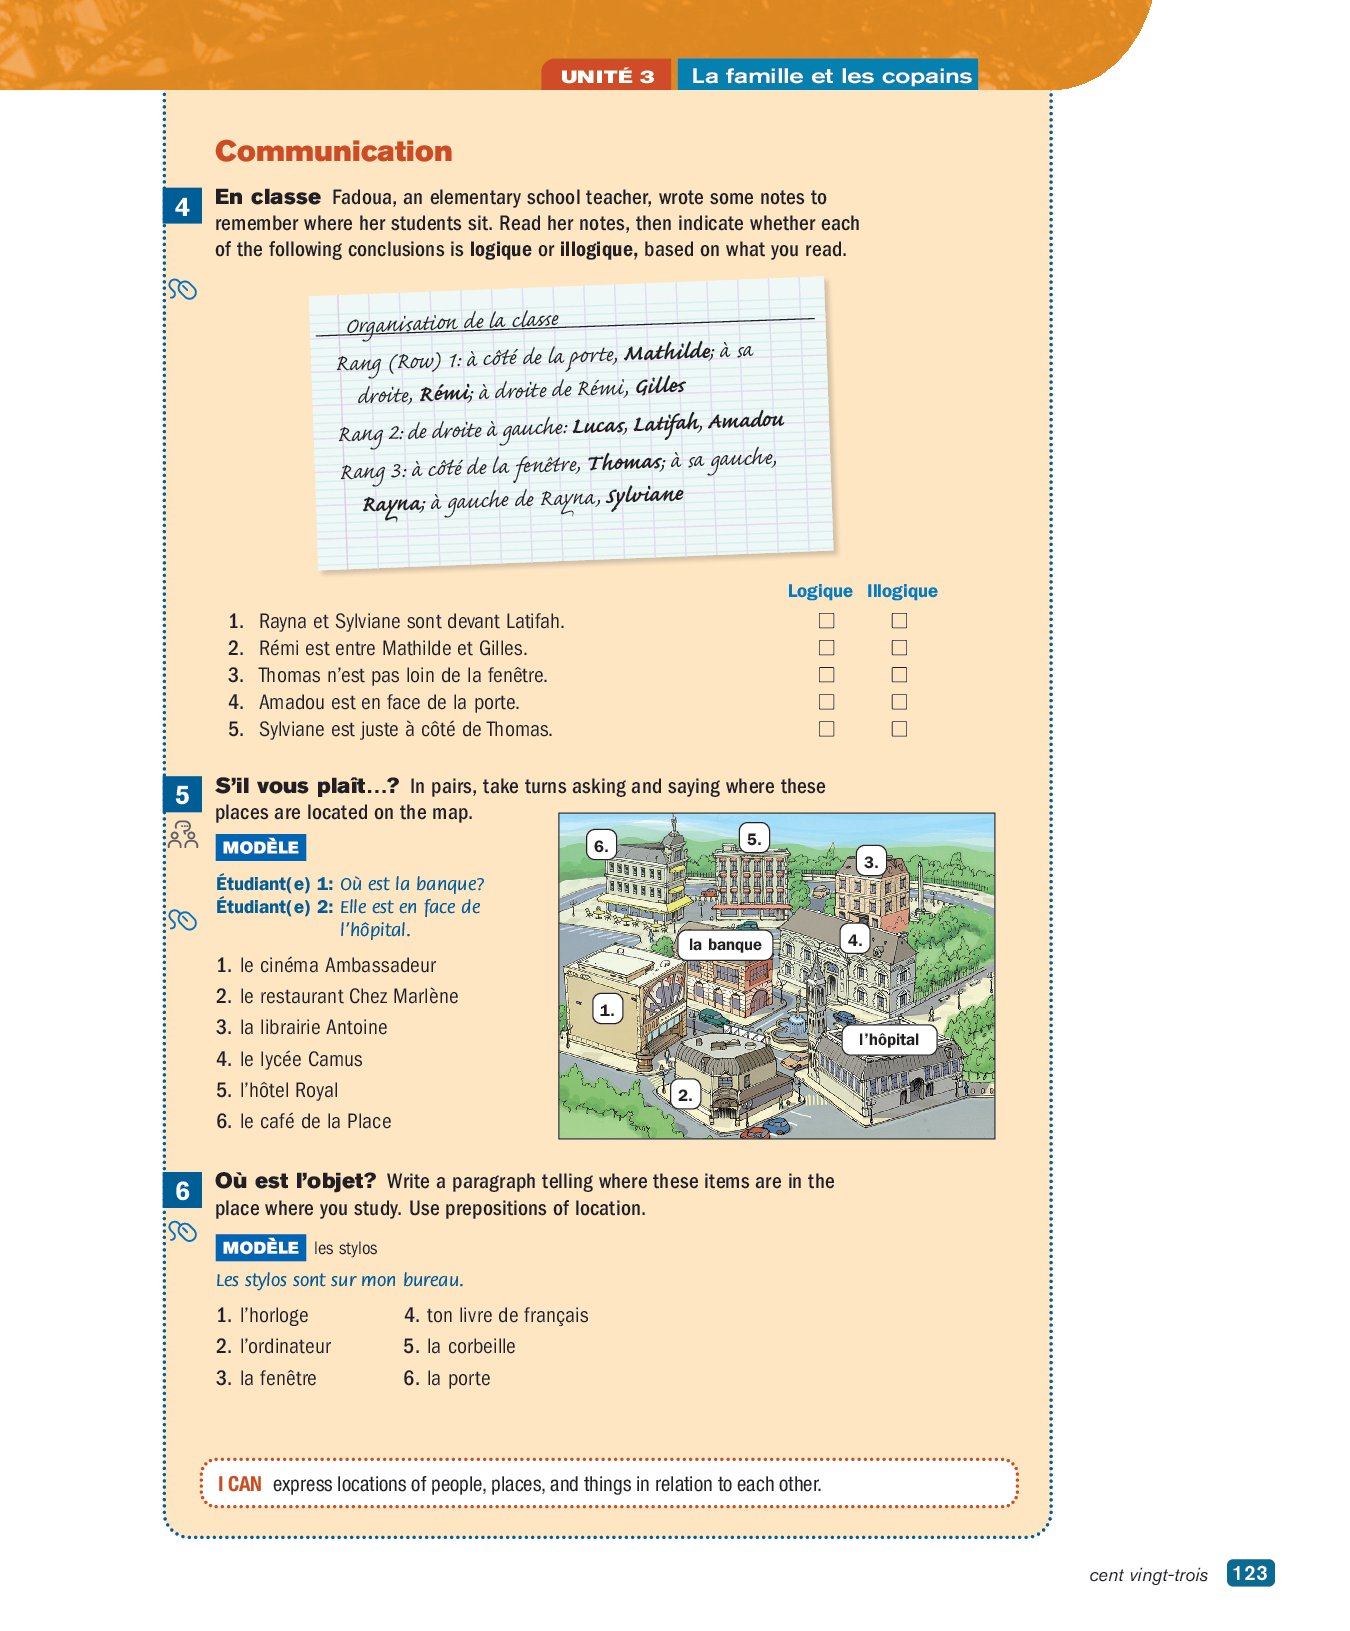 UNITÉ 3 La famille et les copains
Communication
4 En classe Fadoua, an elementary school teacher, wrote some notes to
remember where her students sit. Read her notes, then indicate whether each
of the following conclusions is logique or illogique, based on what you read.
Organisation de la classe
Rang (Row) 1: à côté de la porte, Mathilde; à sa
droite, Rémi; à droite de Rémi, Gilles
Rang 2: de droite à gauche: Lucas, Latifah, Amadou
Rang 3: à côté de la fenêtre, Thomas; à sa gauche,
Rayna; à gauche de Rayna, Sylviane
Logique Illogique
1. Rayna et Sylviane sont devant Latifah.
2. Rémi est entre Mathilde et Gilles.
3. Thomas n'est pas loin de la fenêtre.
4. Amadou est en face de la porte.
5. Sylviane est juste à côté de Thomas.
5 S'il vous plaît...? In pairs, take turns asking and saying where these
places are located on the map.
MODÈLE
Étudiant(e) 1: Où est la banque?
Étudiant(e) 2: Elle est en face de
l'hôpital.
1. le cinéma Ambassadeur
2. le restaurant Chez Marlène
3. la librairie Antoine
4. le lycée Camus
5. l'hôtel Royal
6. le café de la Place
6.
5.
3.
la banque
4.
1.
l'hôpital
2.
6 Où est l'objet? Write a paragraph telling where these items are in the
place where you study. Use prepositions of location.
MODÈLE les stylos
Les stylos sont sur mon bureau.
1. l'horloge 4. ton livre de français
2. l'ordinateur 5. la corbeille
3. la fenêtre 6. la porte
I CAN express locations of people, places, and things in relation to each other.
cent vingt-trois 123